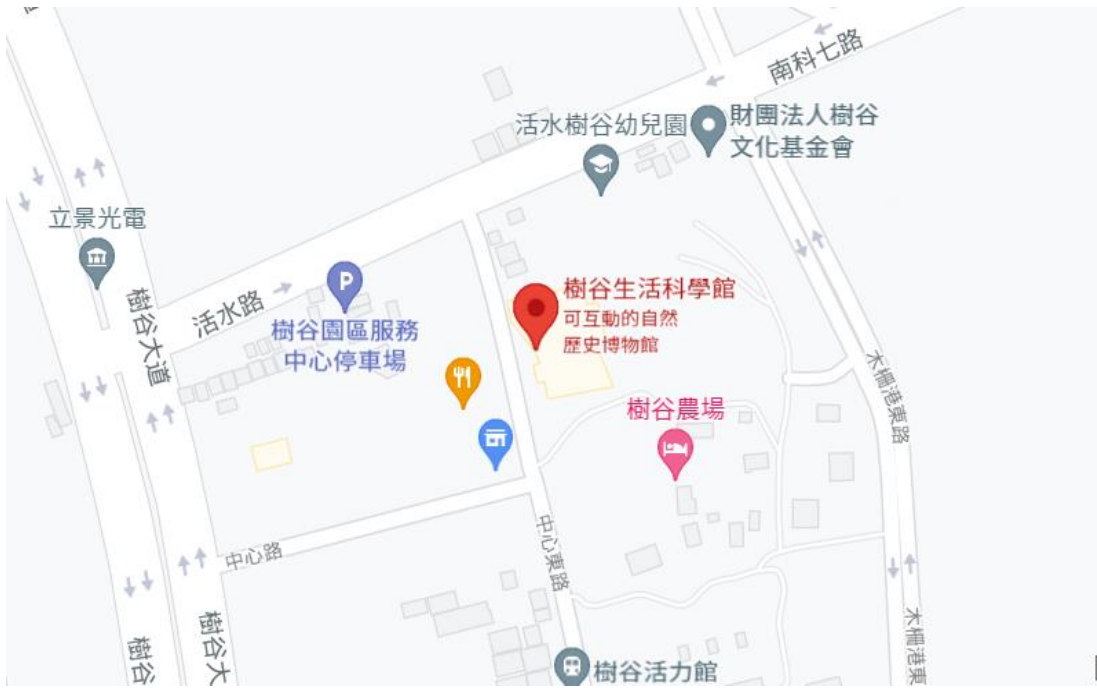 南科七路
財團法人樹谷
文化基金會
活水樹谷幼兒園
立景光電
樹谷生活科學館
可互動的自然
歷史博物館
活水路
樹谷大道
P
樹谷園區服務
中心停車場
木柵港東路
樹谷農場
中心路
中心東路
木柵港東
樹谷
樹谷大
樹谷活力館